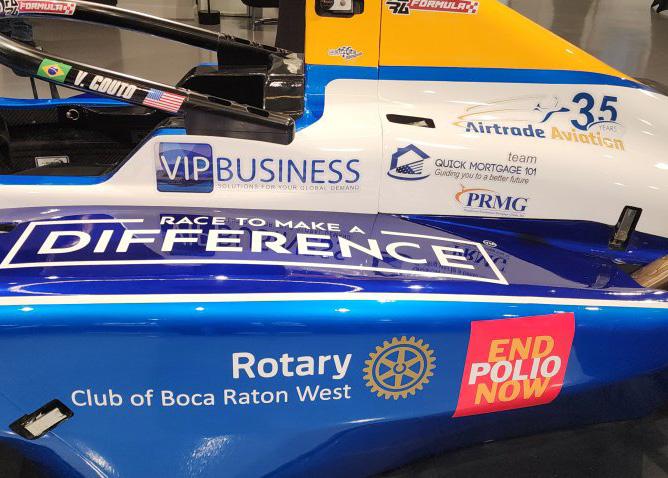 FORMULA
FORMULA
V. COUTO
35
YEARS
Airtrade Aviation
VIP BUSINESS
SOLUTIONS FOR YOUR GLOBAL DEMAND
team
QUICK MORTGAGE 101
Guiding you to a better future
PRMG
RACE TO MAKE A
DIFFERENCE
Rotary
Club of Boca Raton West
END
POLIO
NOW